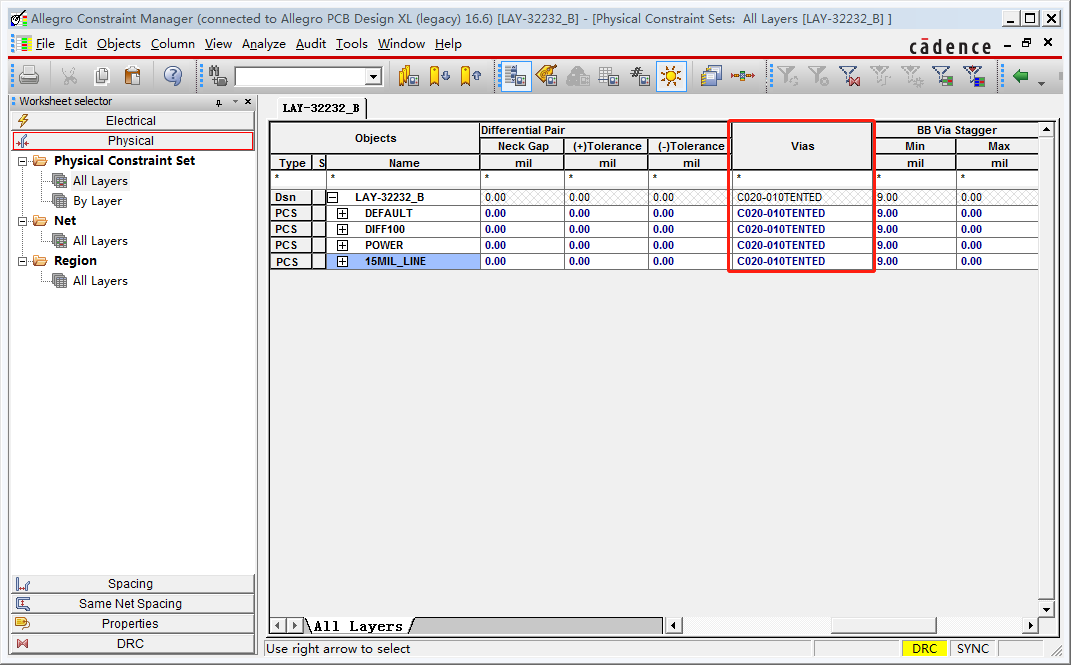 Allegro Constraint Manager (connected to Allegro PCB Design XL (legacy) 16.6) [LAY-32232_B] - [Physical Constraint Sets:  All Layers [LAY-32232_B] ]
File Edit Objects Column View Analyze Audit Tools Window Help
cādence
Worksheet selector
Electrical
Physical
Physical Constraint Set
All Layers
By Layer
Net
All Layers
Region
All Layers
Spacing
Same Net Spacing
Properties
DRC
LAY-32232_B
Objects Differential Pair Vias BB Via Stagger
Neck Gap (+)Tolerance (-)Tolerance Min Max
Type S Name mil mil mil mil mil
* * * * * * * *
Dsn LAY-32232_B 0.00 0.00 0.00 C020-010TENTED 9.00 0.00
PCS DEFAULT 0.00 0.00 0.00 C020-010TENTED 9.00 0.00
PCS DIFF100 0.00 0.00 0.00 C020-010TENTED 9.00 0.00
PCS POWER 0.00 0.00 0.00 C020-010TENTED 9.00 0.00
PCS 15MIL_LINE 0.00 0.00 0.00 C020-010TENTED 9.00 0.00
All Layers
Use right arrow to select DRC SYNC